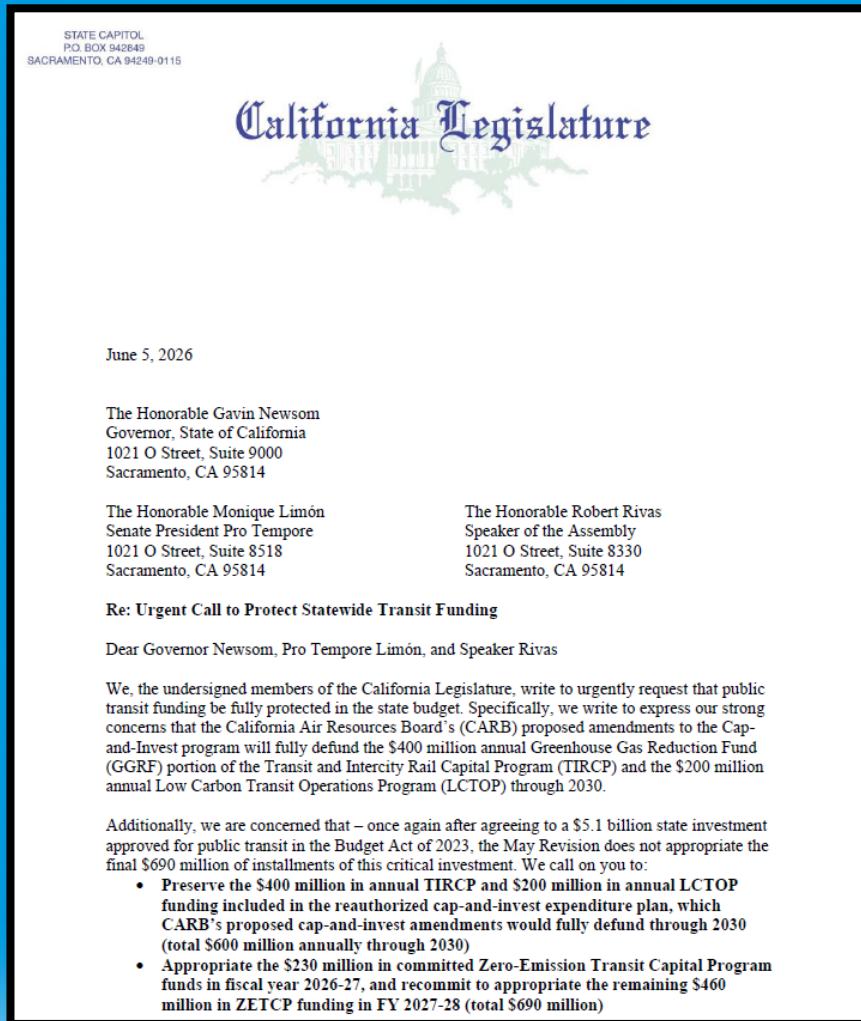 STATE CAPITOL
P.O. BOX 942849
SACRAMENTO, CA 94249-0115
California Legislature
June 5, 2026
The Honorable Gavin Newsom
Governor, State of California
1021 O Street, Suite 9000
Sacramento, CA 95814
The Honorable Monique Limón
Senate President Pro Tempore
1021 O Street, Suite 8518
Sacramento, CA 95814
The Honorable Robert Rivas
Speaker of the Assembly
1021 O Street, Suite 8330
Sacramento, CA 95814
Re: Urgent Call to Protect Statewide Transit Funding
Dear Governor Newsom, Pro Tempore Limón, and Speaker Rivas
We, the undersigned members of the California Legislature, write to urgently request that public
transit funding be fully protected in the state budget. Specifically, we write to express our strong
concerns that the California Air Resources Board's (CARB) proposed amendments to the Cap-
and-Invest program will fully defund the $400 million annual Greenhouse Gas Reduction Fund
(GGRF) portion of the Transit and Intercity Rail Capital Program (TIRCP) and the $200 million
annual Low Carbon Transit Operations Program (LCTOP) through 2030.
Additionally, we are concerned that – once again after agreeing to a $5.1 billion state investment
approved for public transit in the Budget Act of 2023, the May Revision does not appropriate the
final $690 million of installments of this critical investment. We call on you to:
• Preserve the $400 million in annual TIRCP and $200 million in annual LCTOP
funding included in the reauthorized cap-and-invest expenditure plan, which
CARB's proposed cap-and-invest amendments would fully defund through 2030
(total $600 million annually through 2030)
• Appropriate the $230 million in committed Zero-Emission Transit Capital Program
funds in fiscal year 2026-27, and recommit to appropriate the remaining $460
million in ZETCP funding in FY 2027-28 (total $690 million)